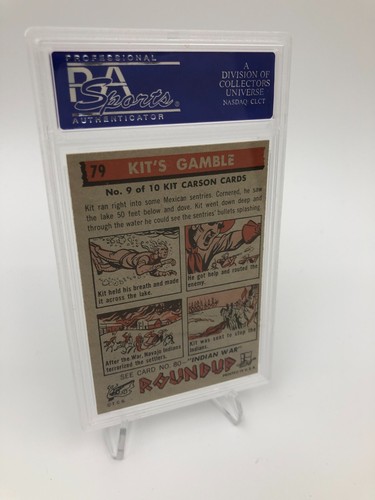 PROFESSIONAL
PSA
Sports
AUTHENTICATOR
A
DIVISION OF
COLLECTORS
UNIVERSE
NASDAQ CLCT
79 KIT'S GAMBLE
No. 9 of 10 KIT CARSON CARDS
Kit ran right into some Mexican sentries. Cornered, he saw
the lake 50 feet below and dove. Kit went down deep and
through the water he could see the sentries' bullets splashing.
Kit held his breath and made
it across the lake.
He got help and routed the
enemy.
After the War, Navajo Indians
terrorized the settlers.
Kit was sent to stop the
Indians.
SEE CARD No. 80—"INDIAN WAR"
ROUNDUP